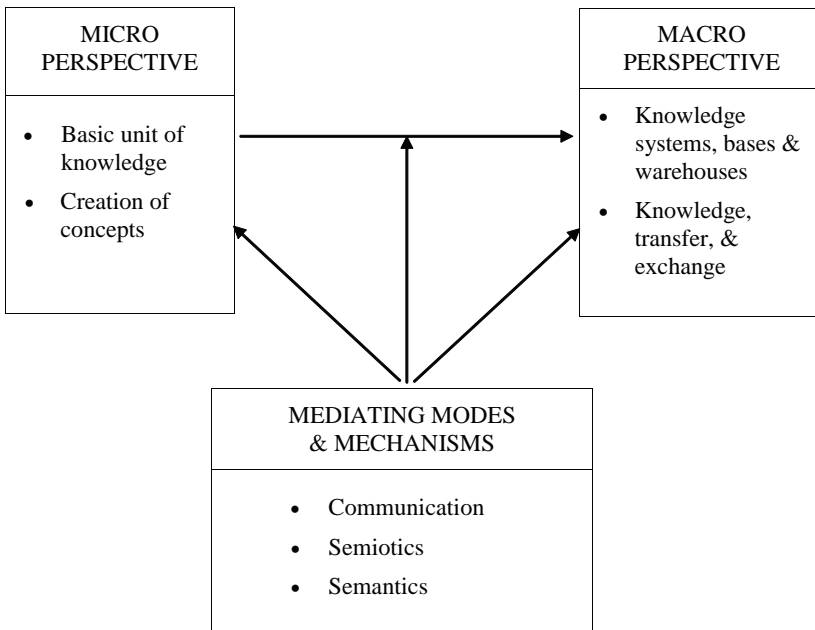 MICRO
PERSPECTIVE
• Basic unit of
knowledge
• Creation of
concepts
MACRO
PERSPECTIVE
• Knowledge
systems, bases &
warehouses
• Knowledge,
transfer, &
exchange
MEDIATING MODES
& MECHANISMS
• Communication
• Semiotics
• Semantics